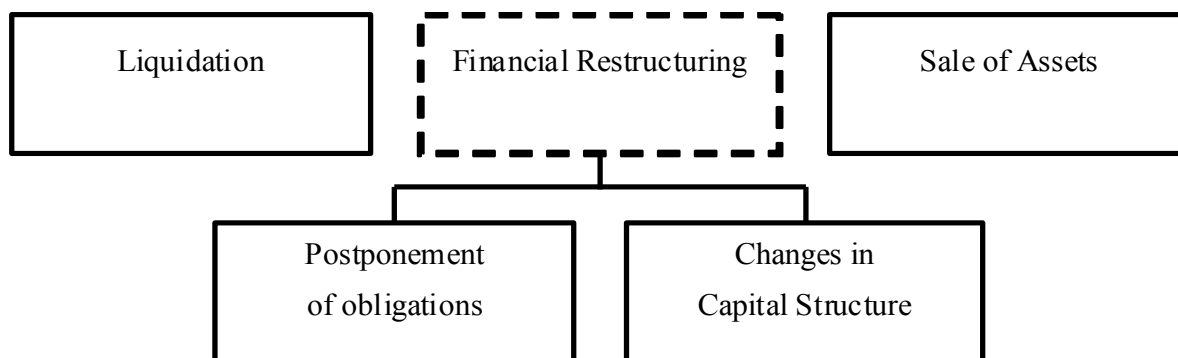 Liquidation
Financial Restructuring
Sale of Assets
Postponement
of obligations
Changes in
Capital Structure